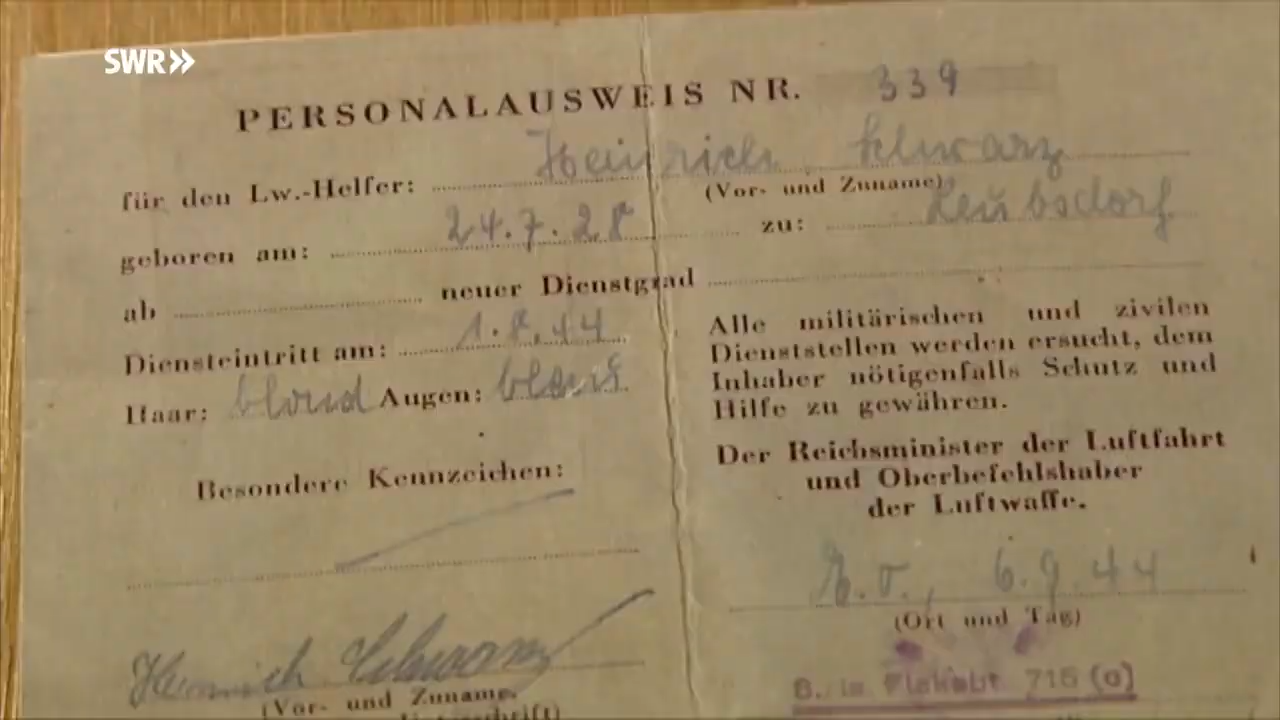 SWR»
PERSONALAUSWEIS NR. 339
für den Lw.-Helfer: Heinrich Schwarz
(Vor- und Zuname)
geboren am: 24.7.28 zu: Leubsdorf
ab neuer Dienstgrad
Diensteintritt am: 1.8.44
Haar: blond Augen: blau
Besondere Kennzeichen:
Heinrich Schwarz
(Vor- und Zuname,
Alle militärischen und zivilen
Dienststellen werden ersucht, dem
Inhaber nötigenfalls Schutz und
Hilfe zu gewähren.
Der Reichsminister der Luftfahrt
und Oberbefehlshaber
der Luftwaffe.
6.9.44
(Ort und Tag)
715 (o)